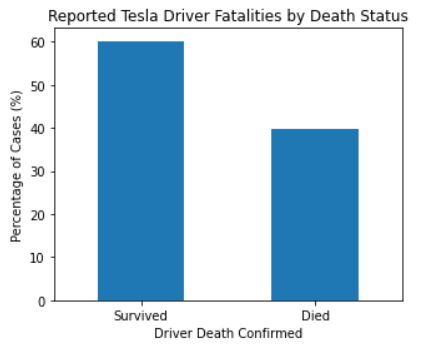 Reported Tesla Driver Fatalities by Death Status
60
50
40
30
20
10
0
Percentage of Cases (%)
Survived
Died
Driver Death Confirmed